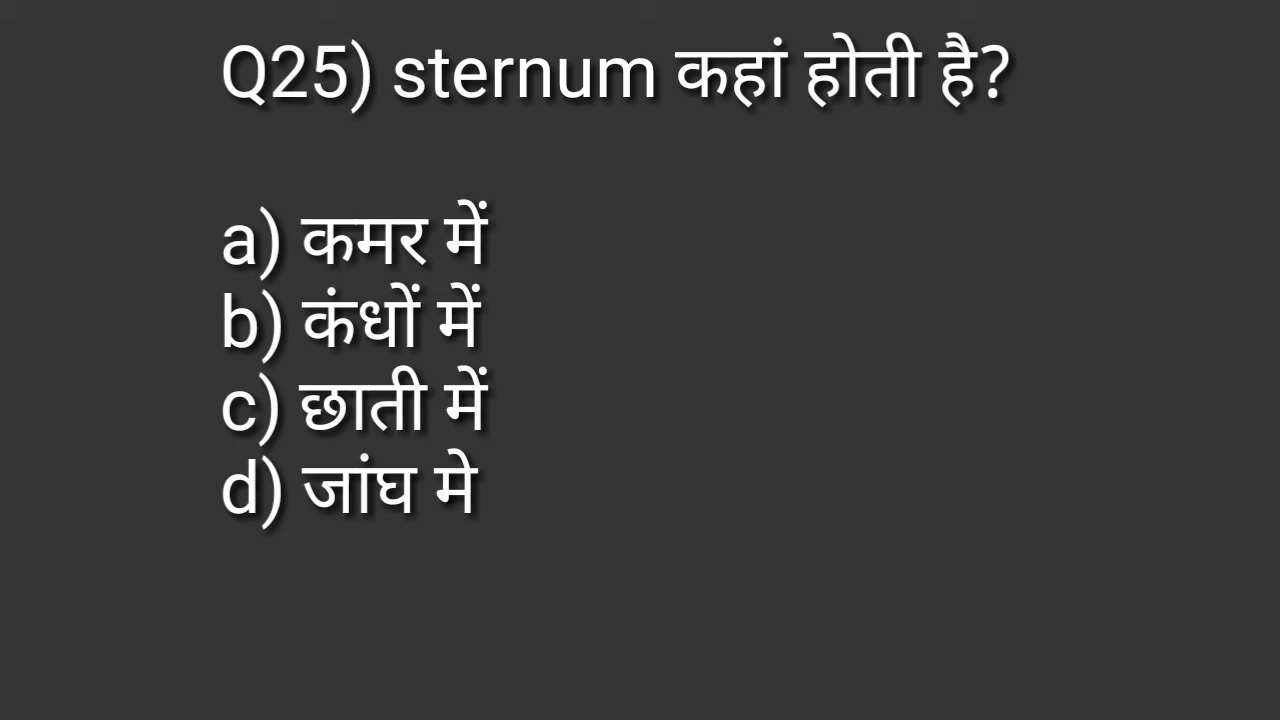 Q25) sternum कहां होती है?
a) कमर में
b) कंधों में
c) छाती में
d) जांघ मे